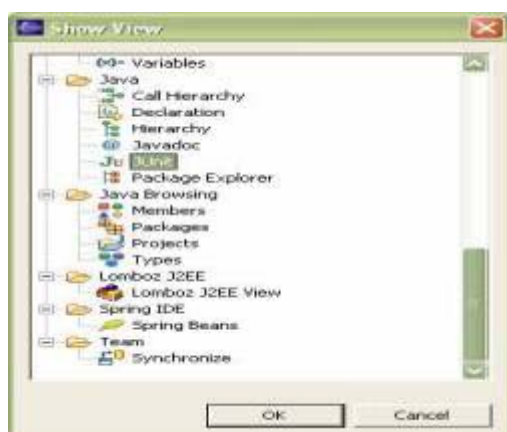 Show View
(x)= Variables
Java
Call Hierarchy
Declaration
Hierarchy
@ Javadoc
Ju JUnit
Package Explorer
Java Browsing
Members
Packages
Projects
Types
Lomboz J2EE
Lomboz J2EE View
Spring IDE
Spring Beans
Team
Synchronize
OK
Cancel